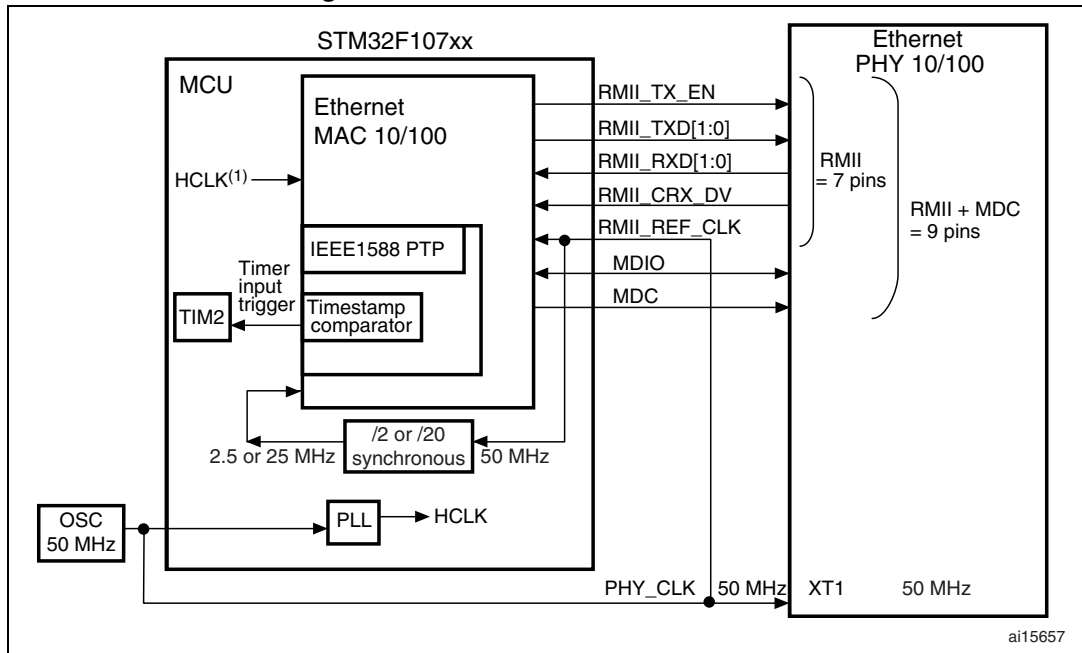 STM32F107xx
Ethernet
PHY 10/100
MCU
Ethernet
MAC 10/100
HCLK(1)
IEEE1588 PTP
Timer
input
trigger
TIM2
Timestamp
comparator
RMII_TX_EN
RMII_TXD[1:0]
RMII_RXD[1:0]
RMII_CRX_DV
RMII_REF_CLK
MDIO
MDC
RMII
= 7 pins
RMII + MDC
= 9 pins
/2 or /20
synchronous
2.5 or 25 MHz
50 MHz
OSC
50 MHz
PLL
HCLK
PHY_CLK 50 MHz
XT1 50 MHz
ai15657